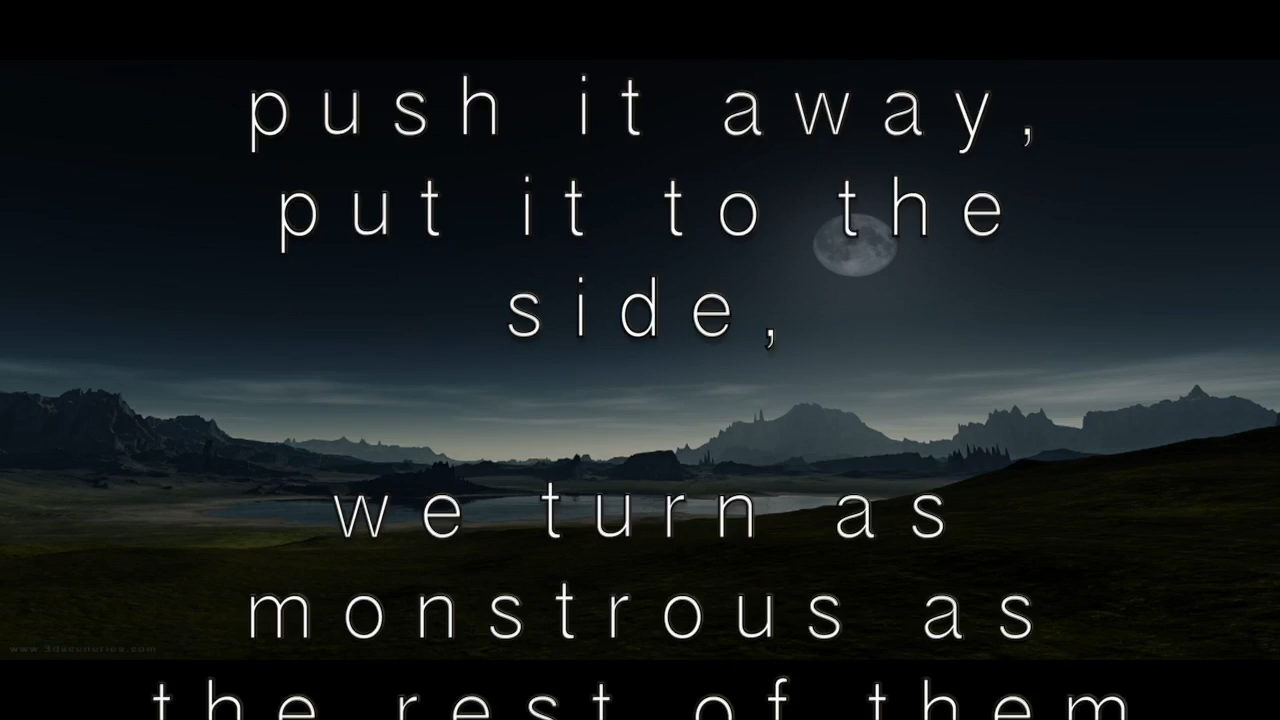 push it away,
put it to the
side,
we turn as
monstrous as
the rest of them